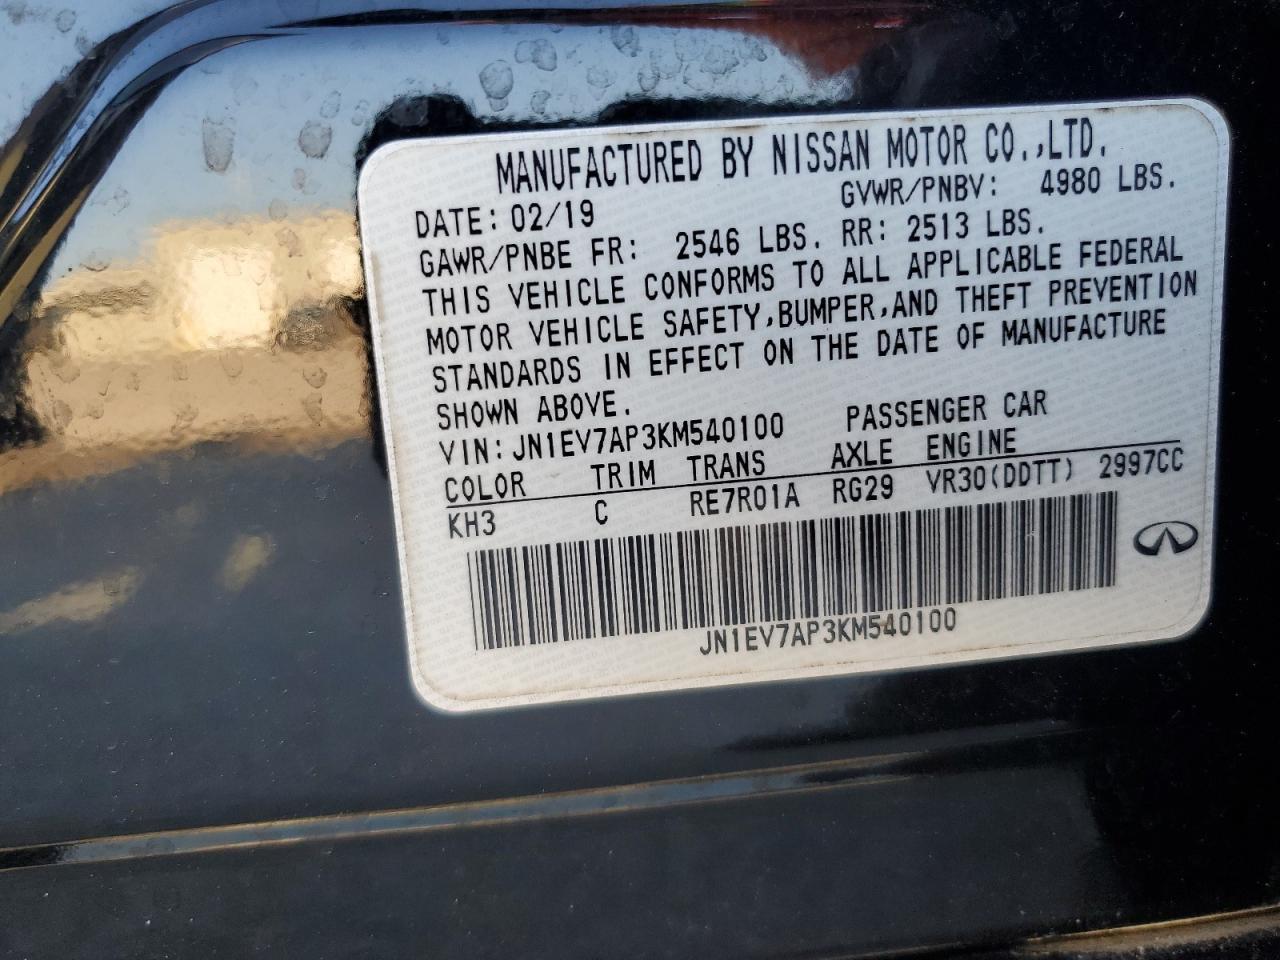 MANUFACTURED BY NISSAN MOTOR CO.,LTD.
DATE: 02/19 GVWR/PNBV: 4980 LBS.
GAWR/PNBE FR: 2546 LBS. RR: 2513 LBS.
THIS VEHICLE CONFORMS TO ALL APPLICABLE FEDERAL
MOTOR VEHICLE SAFETY,BUMPER,AND THEFT PREVENTION
STANDARDS IN EFFECT ON THE DATE OF MANUFACTURE
SHOWN ABOVE.
VIN: JN1EV7AP3KM540100 PASSENGER CAR
COLOR TRIM TRANS AXLE ENGINE
KH3 C RE7R01A RG29 VR30(DDTT) 2997CC
JN1EV7AP3KM540100